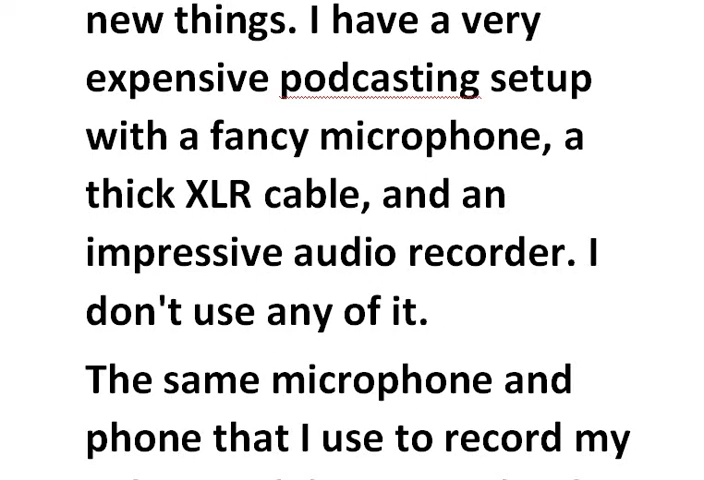 new things. I have a very
expensive podcasting setup
with a fancy microphone, a
thick XLR cable, and an
impressive audio recorder. I
don't use any of it.
The same microphone and
phone that I use to record my